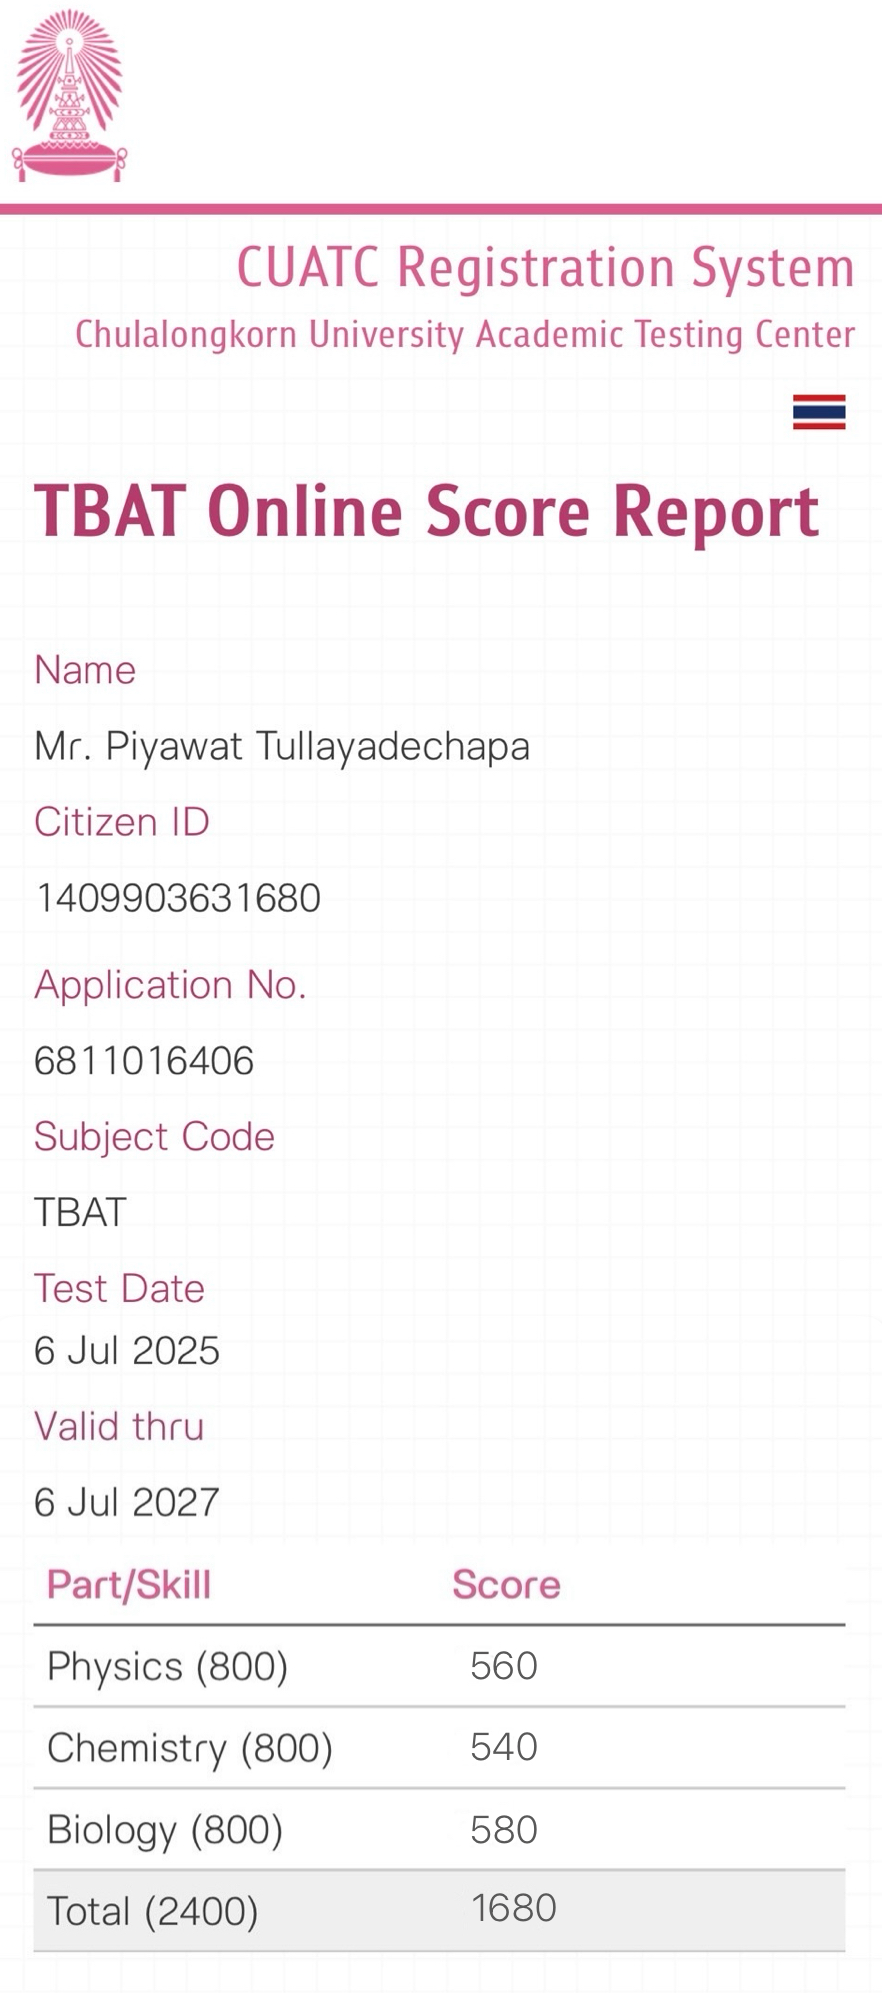 CUATC Registration System
Chulalongkorn University Academic Testing Center
TBAT Online Score Report
Name
Mr. Piyawat Tullayadechapa
Citizen ID
1409903631680
Application No.
6811016406
Subject Code
TBAT
Test Date
6 Jul 2025
Valid thru
6 Jul 2027
Part/Skill Score
Physics (800) 560
Chemistry (800) 540
Biology (800) 580
Total (2400) 1680